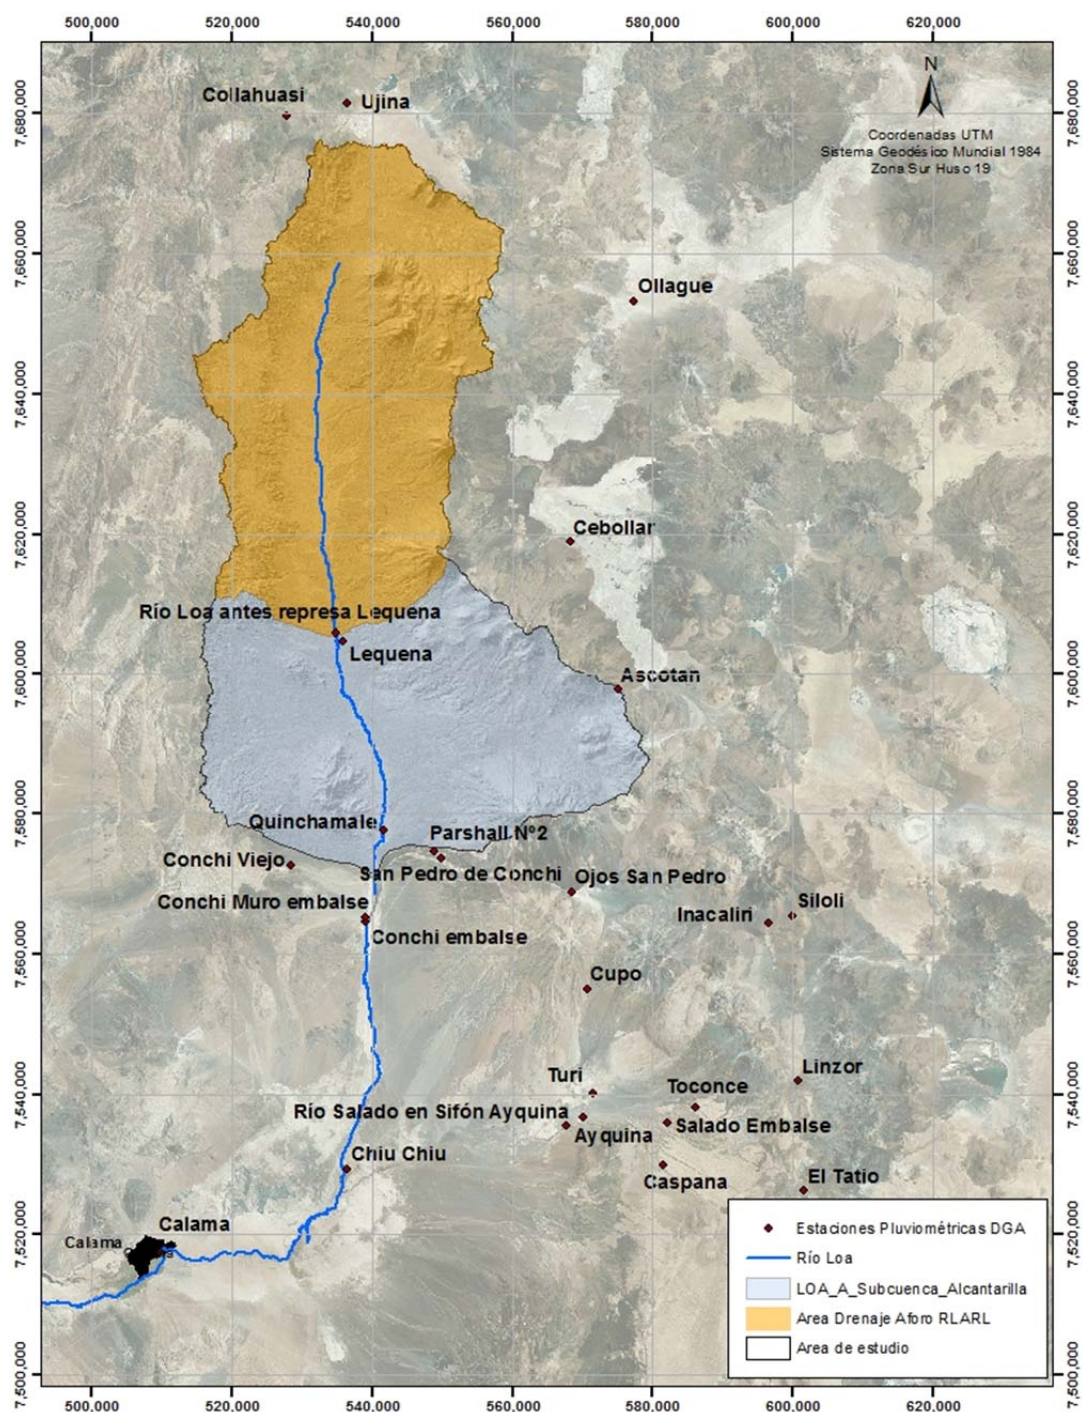 500,000 520,000 540,000 560,000 580,000 600,000 620,000
7,680,000
7,660,000
7,640,000
7,620,000
7,600,000
7,580,000
7,560,000
7,540,000
7,520,000
7,500,000
N
Coordenadas UTM
Sistema Geodésico Mundial 1984
Zona Sur Huso 19
Collahuasi
Ujina
Ollague
Cebollar
Río Loa antes represa Lequena
Lequena
Ascotan
Quinchamale
Parshall N°2
Conchi Viejo
San Pedro de Conchi
Ojos San Pedro
Conchi Muro embalse
Inacaliri
Siloli
Conchi embalse
Cupo
Linzor
Turi
Toconce
Río Salado en Sifón Ayquina
Salado Embalse
Ayquina
Chiu Chiu
Caspana
El Tatio
Calama
Calama
Estaciones Pluviométricas DGA
Río Loa
LOA_A_Subcuenca_Alcantarilla
Area Drenaje Aforo RLARL
Area de estudio
7,680,000
7,660,000
7,640,000
7,620,000
7,600,000
7,580,000
7,560,000
7,540,000
7,520,000
7,500,000
500,000 520,000 540,000 560,000 580,000 600,000 620,000